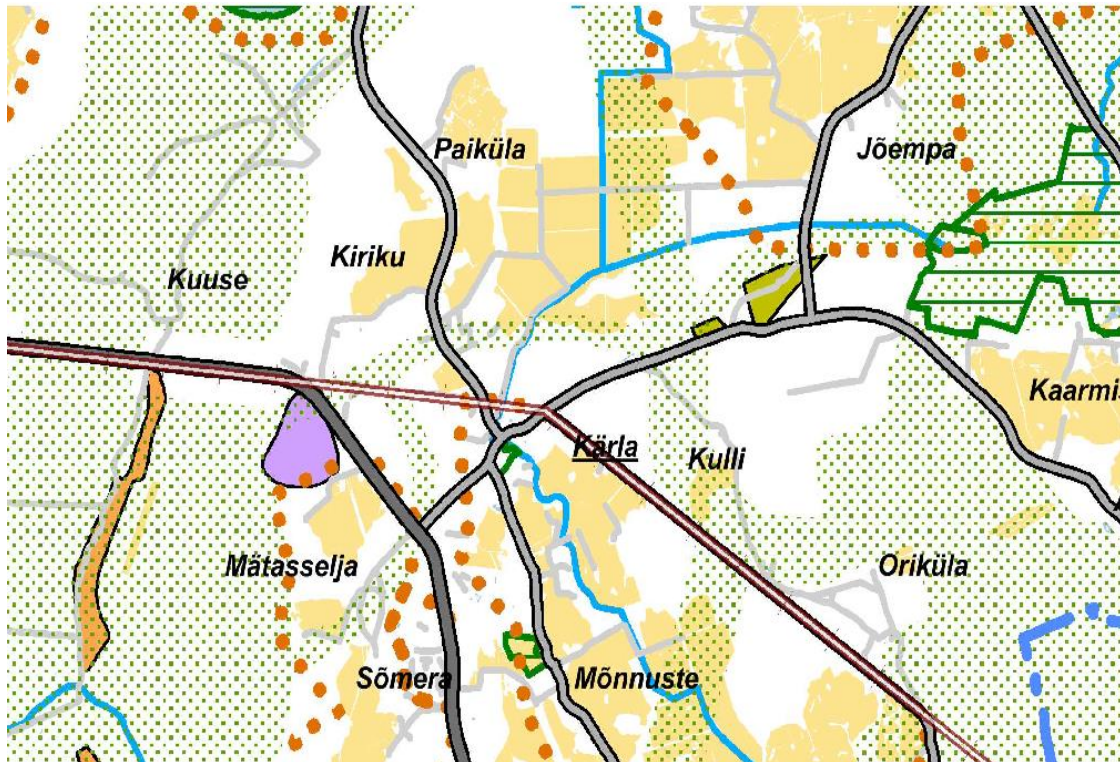 Paiküla
Jõempa
Kiriku
Kuuse
Kaarmis
Kärla
Kulli
Mätasselja
Oriküla
Sõmera
Mõnnuste